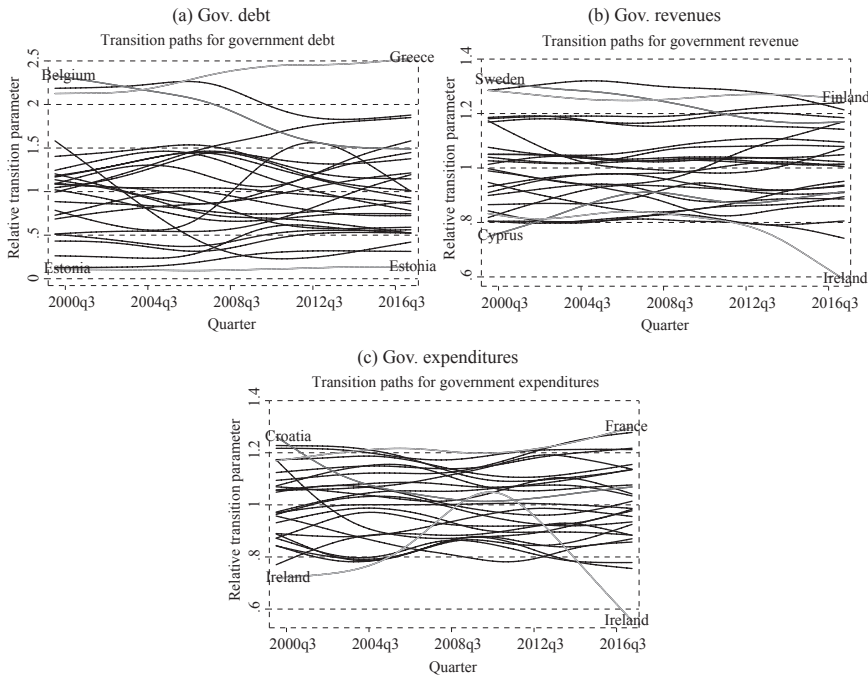 (a) Gov. debt
Transition paths for government debt
Relative transition parameter
2.5
2
1.5
1
.5
0
Belgium
Greece
Estonia
Estonia
2000q3 2004q3 2008q3 2012q3 2016q3
Quarter
(b) Gov. revenues
Transition paths for government revenue
Relative transition parameter
1.4
1.2
1
.8
.6
Sweden
Finland
Cyprus
Ireland
2000q3 2004q3 2008q3 2012q3 2016q3
Quarter
(c) Gov. expenditures
Transition paths for government expenditures
Relative transition parameter
1.4
1.2
1
.8
.6
Croatia
France
Ireland
Ireland
2000q3 2004q3 2008q3 2012q3 2016q3
Quarter